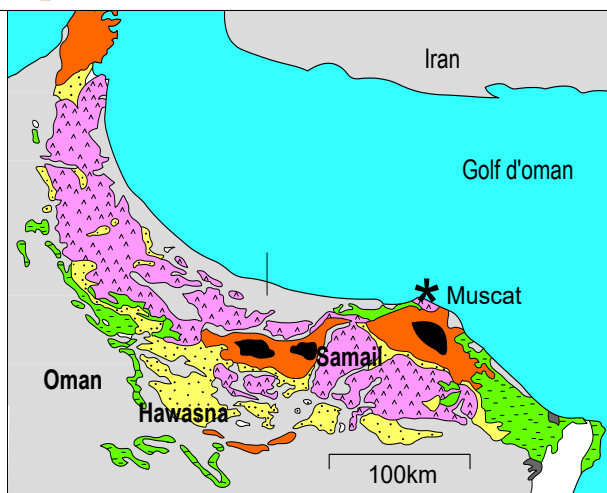 Iran
Golf d'oman
Muscat
Samail
Oman
Hawasna
100km